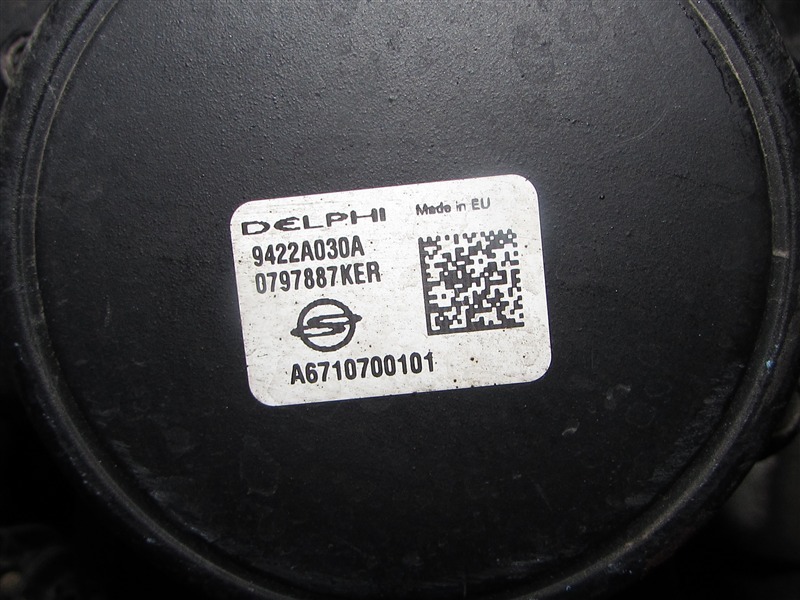 DELPHI Made in EU
9422A030A
0797887KER
A6710700101